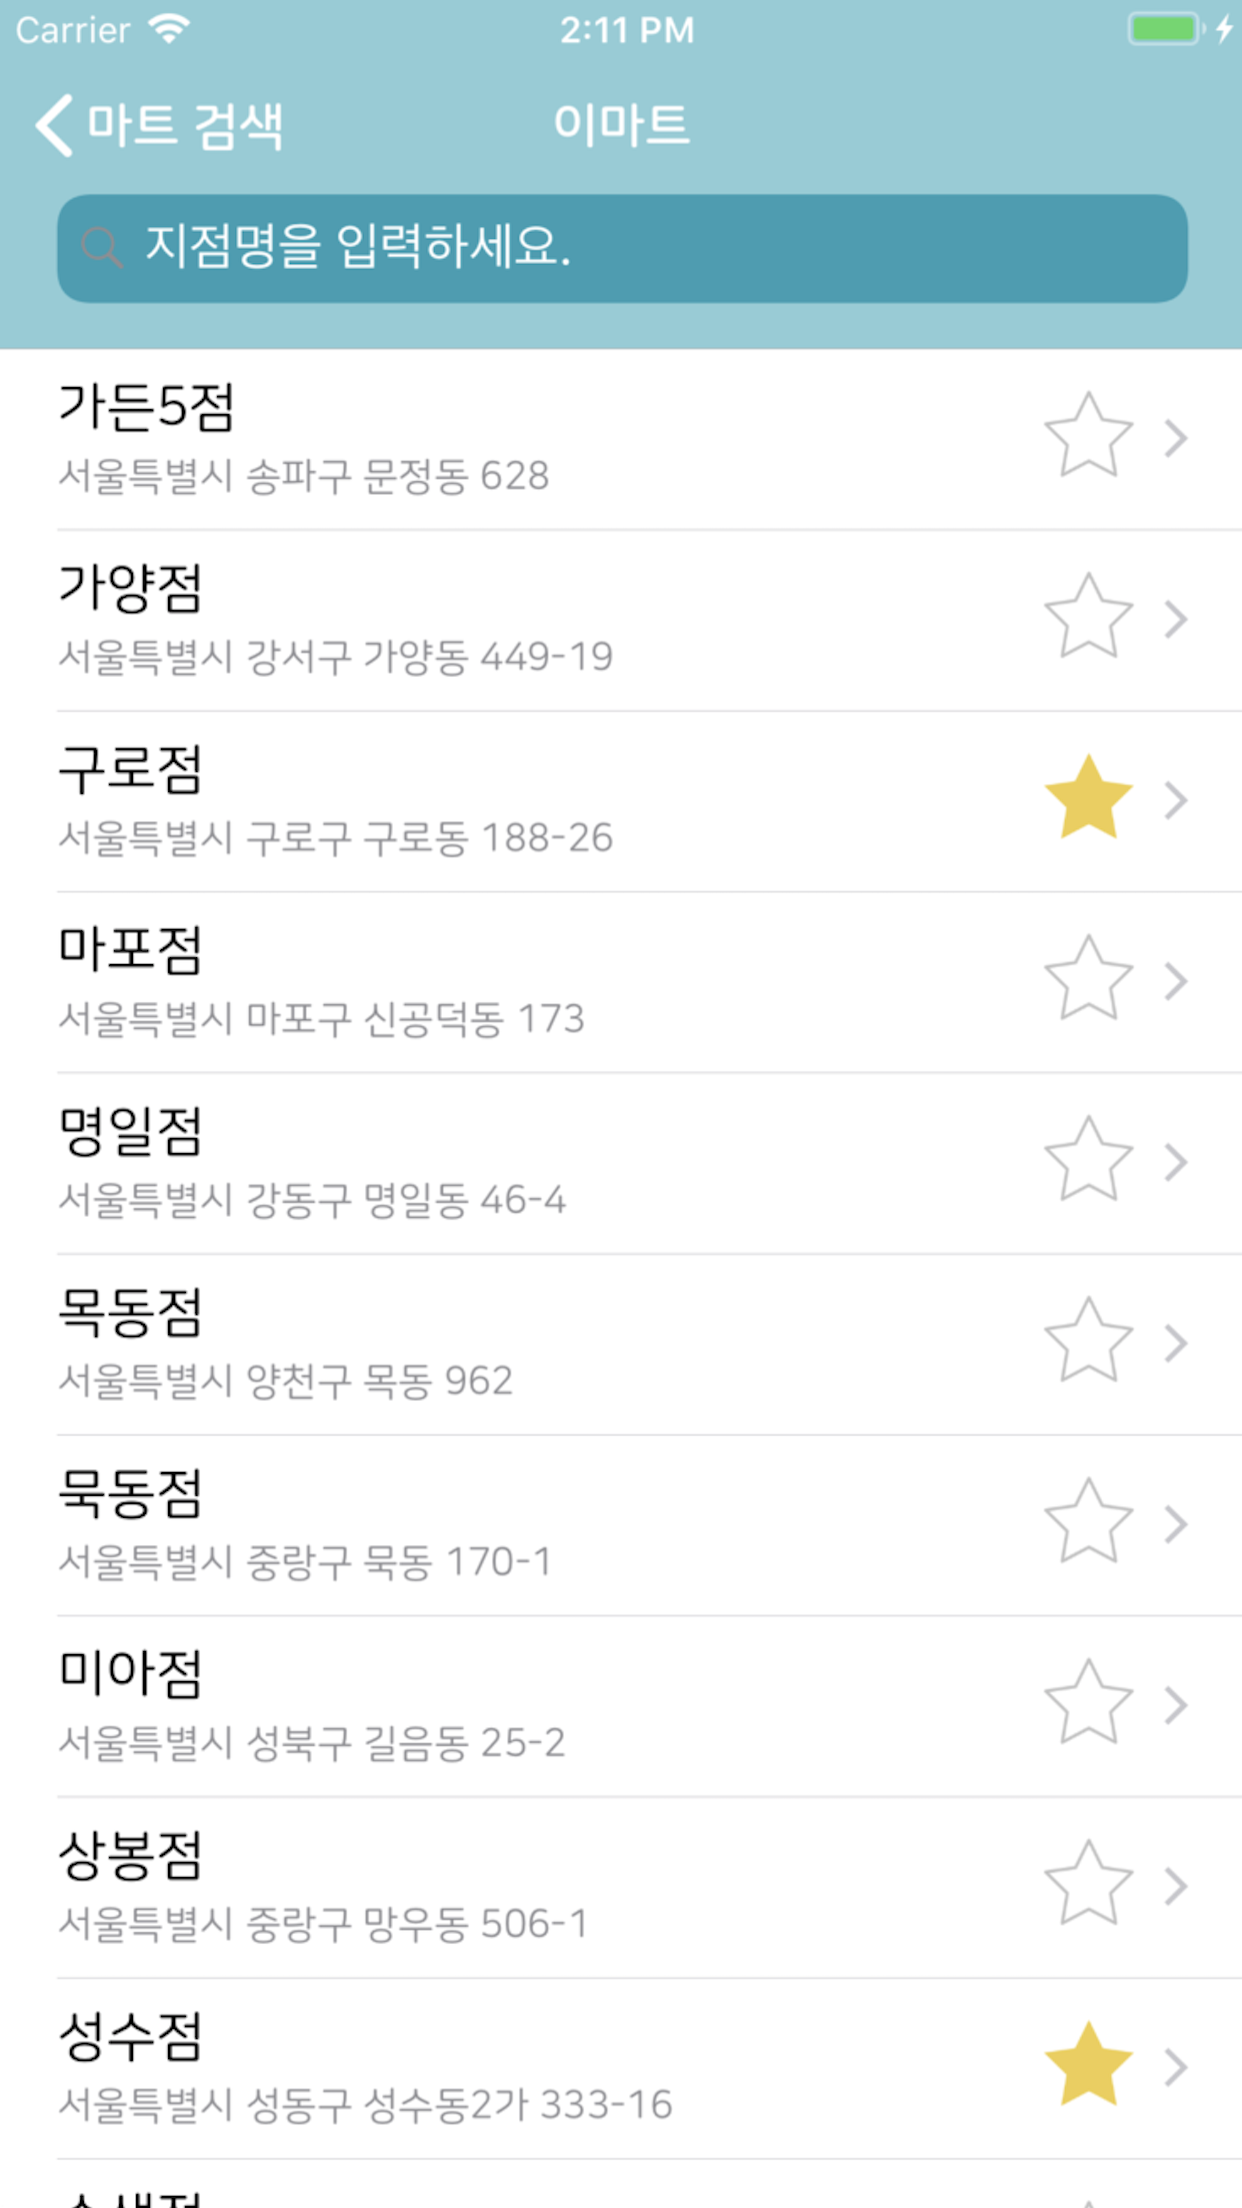 Carrier 2:11 PM
마트 검색 이마트
지점명을 입력하세요.
가든5점
서울특별시 송파구 문정동 628
가양점
서울특별시 강서구 가양동 449-19
구로점
서울특별시 구로구 구로동 188-26
마포점
서울특별시 마포구 신공덕동 173
명일점
서울특별시 강동구 명일동 46-4
목동점
서울특별시 양천구 목동 962
묵동점
서울특별시 중랑구 묵동 170-1
미아점
서울특별시 성북구 길음동 25-2
상봉점
서울특별시 중랑구 망우동 506-1
성수점
서울특별시 성동구 성수동2가 333-16